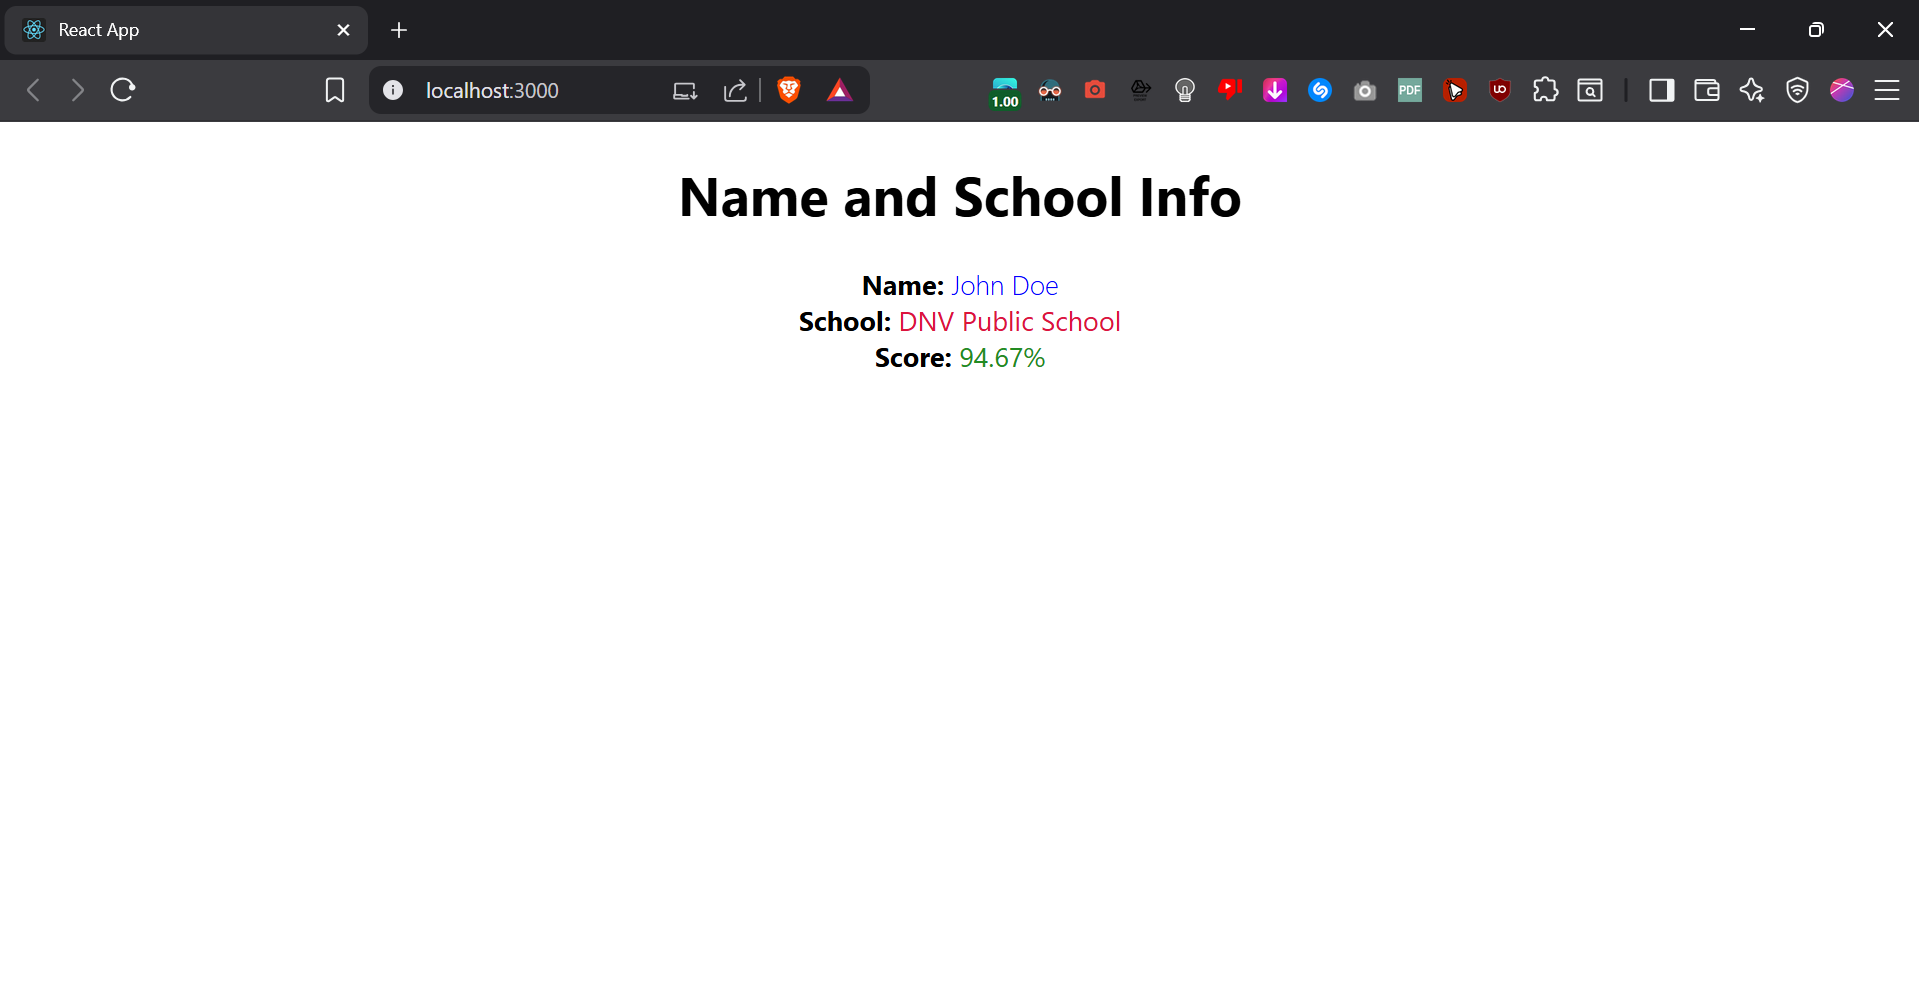 React App
localhost:3000
1.00
PDF
UO
Name and School Info
Name: John Doe
School: DNV Public School
Score: 94.67%